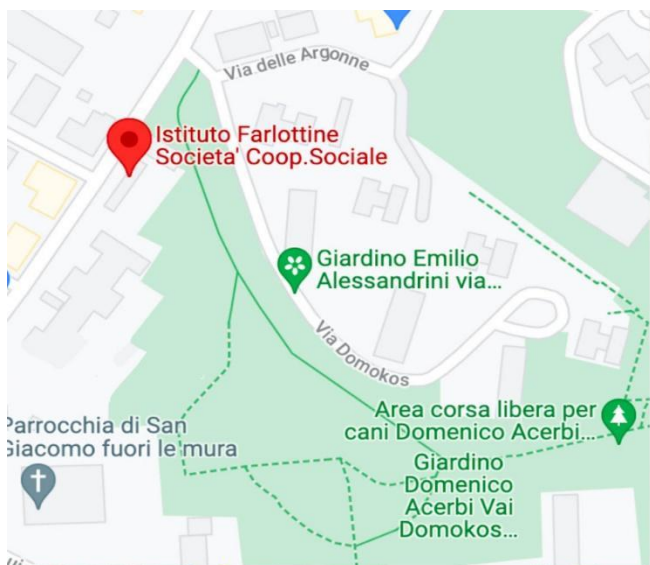 Via delle Argonne
Istituto Farlottine
Societa' Coop.Sociale
Giardino Emilio
Alessandrini via...
Via Domokos
Area corsa libera per
cani Domenico Acerbi...
Parrocchia di San
Giacomo fuori le mura
Giardino
Domenico
Acerbi Vai
Domokos...